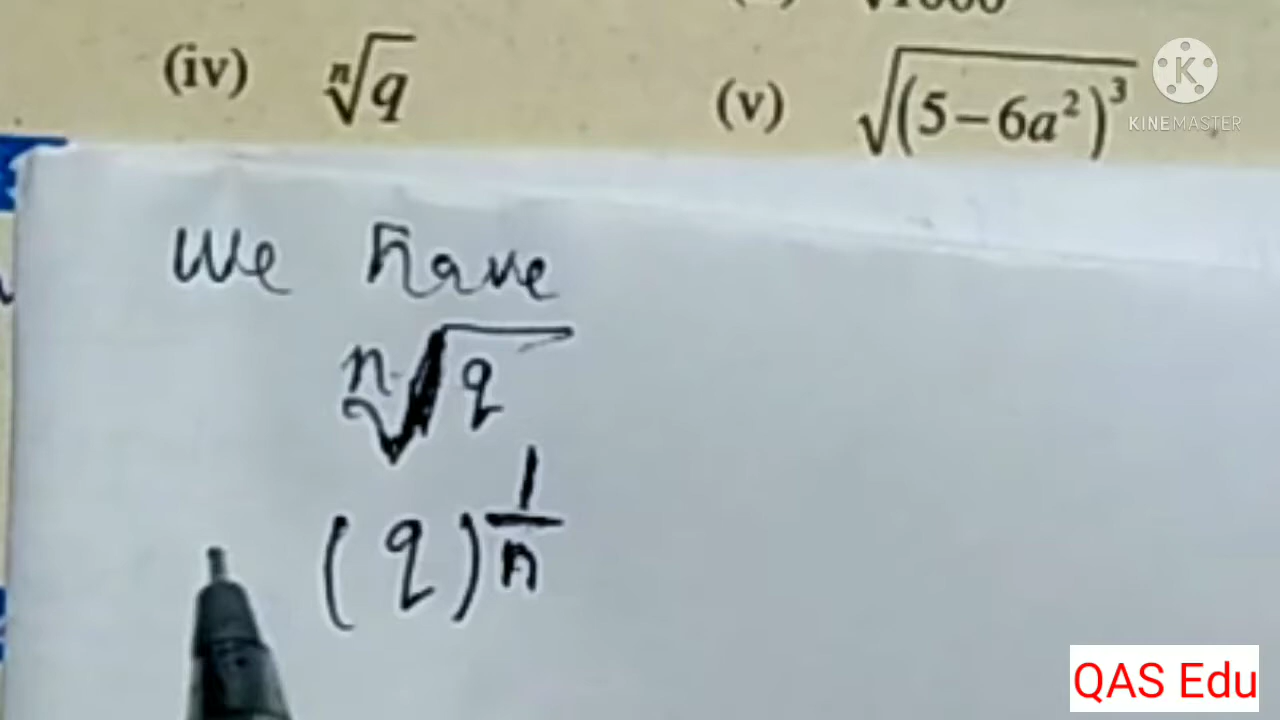 (iv) ⁿ√q (v) √(5−6a²)³
KINEMASTER
We have
ⁿ√q
(q)^1/n
QAS Edu